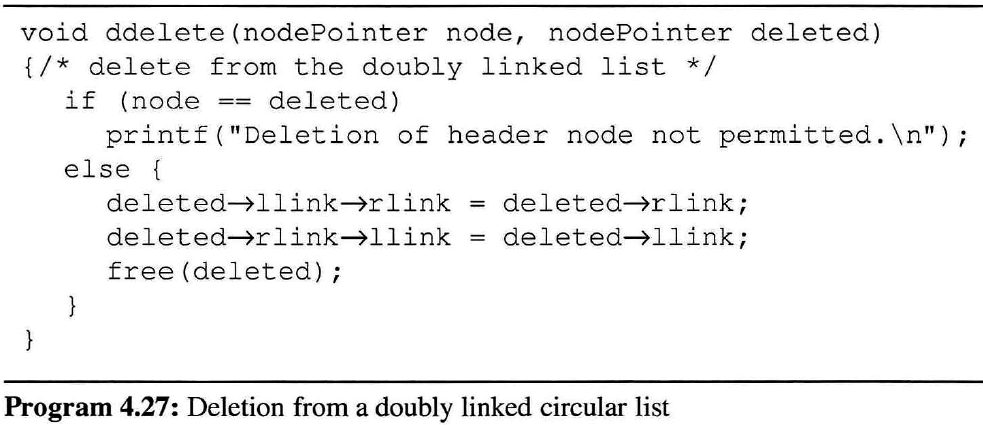 void ddelete(nodePointer node, nodePointer deleted)
{/* delete from the doubly linked list */
if (node == deleted)
printf("Deletion of header node not permitted.\n");
else {
deleted→llink→rlink = deleted→rlink;
deleted→rlink→llink = deleted→llink;
free(deleted);
}
}
Program 4.27: Deletion from a doubly linked circular list